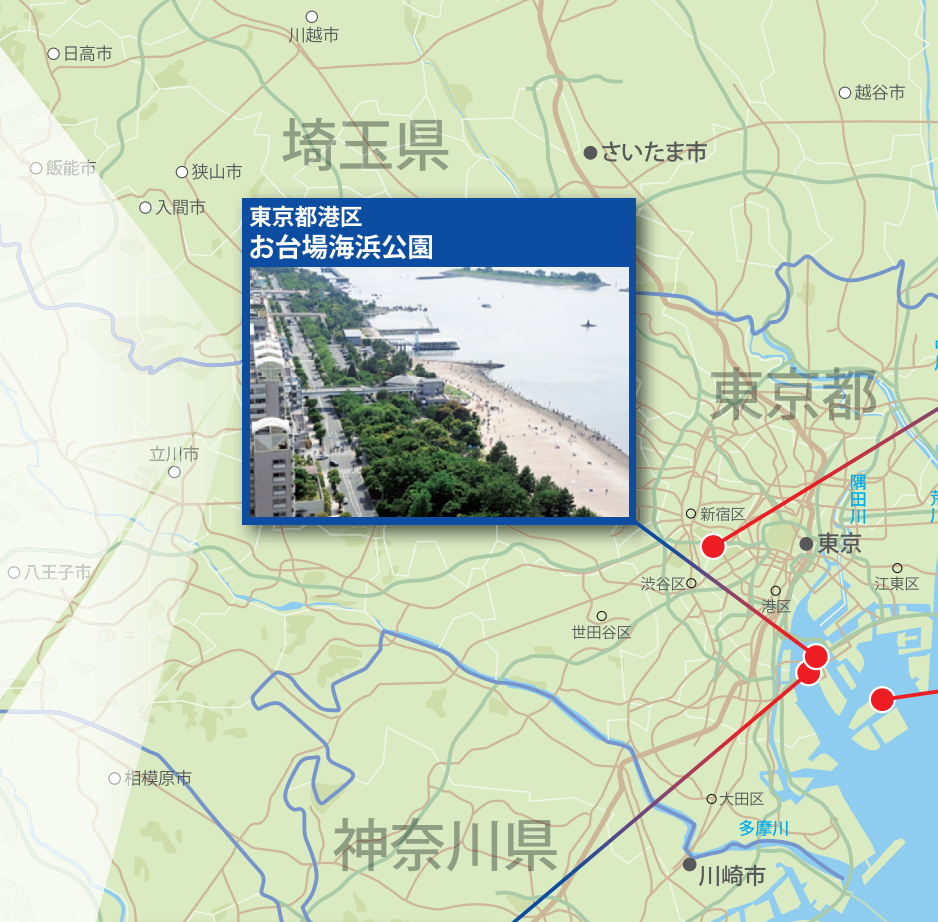 川越市
日高市
越谷市
埼玉県
さいたま市
飯能市
狭山市
入間市
東京都港区
お台場海浜公園
東京都
立川市
隅田川
新宿区
東京
八王子市
渋谷区
江東区
港区
世田谷区
相模原市
大田区
多摩川
神奈川県
川崎市